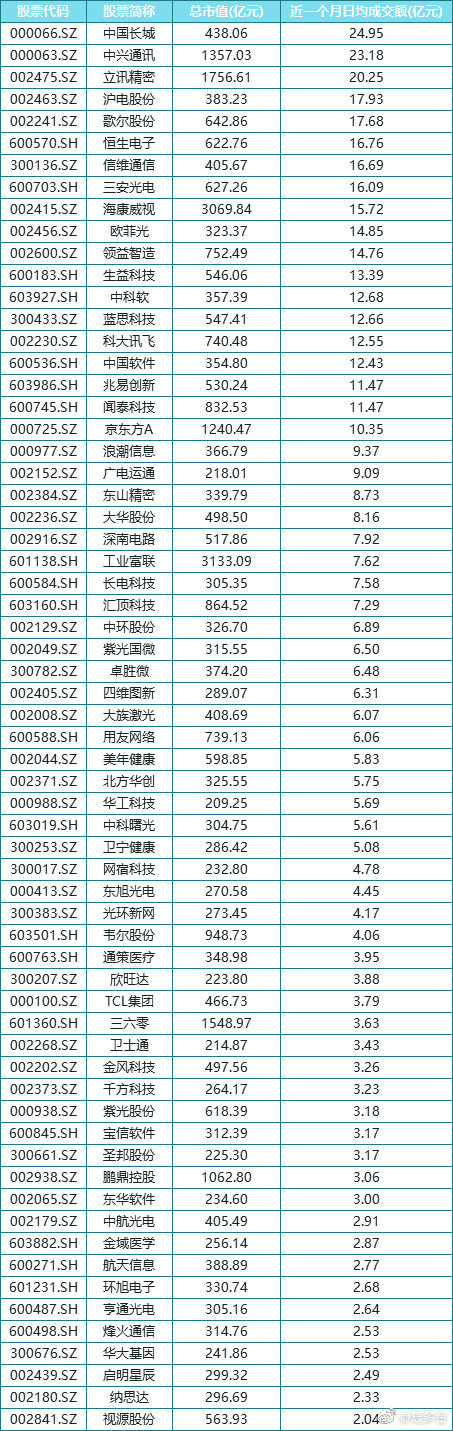 股票代码 股票简称 总市值(亿元) 近一个月日均成交额(亿元)
000066.SZ 中国长城 438.06 24.95
000063.SZ 中兴通讯 1357.03 23.18
002475.SZ 立讯精密 1756.61 20.25
002463.SZ 沪电股份 383.23 17.93
002241.SZ 歌尔股份 642.86 17.68
600570.SH 恒生电子 622.76 16.76
300136.SZ 信维通信 405.67 16.69
600703.SH 三安光电 627.26 16.09
002415.SZ 海康威视 3069.84 15.72
002456.SZ 欧菲光 323.37 14.85
002600.SZ 领益智造 752.49 14.76
600183.SH 生益科技 546.06 13.39
603927.SH 中科软 357.39 12.68
300433.SZ 蓝思科技 547.41 12.66
002230.SZ 科大讯飞 740.48 12.55
600536.SH 中国软件 354.80 12.43
603986.SH 兆易创新 530.24 11.47
600745.SH 闻泰科技 832.53 11.47
000725.SZ 京东方A 1240.47 10.35
000977.SZ 浪潮信息 366.79 9.37
002152.SZ 广电运通 218.01 9.09
002384.SZ 东山精密 339.79 8.73
002236.SZ 大华股份 498.50 8.16
002916.SZ 深南电路 517.86 7.92
601138.SH 工业富联 3133.09 7.62
600584.SH 长电科技 305.35 7.58
603160.SH 汇顶科技 864.52 7.29
002129.SZ 中环股份 326.70 6.89
002049.SZ 紫光国微 315.55 6.50
300782.SZ 卓胜微 374.20 6.48
002405.SZ 四维图新 289.07 6.31
002008.SZ 大族激光 408.69 6.07
600588.SH 用友网络 739.13 6.06
002044.SZ 美年健康 598.85 5.83
002371.SZ 北方华创 325.55 5.75
000988.SZ 华工科技 209.25 5.69
603019.SH 中科曙光 304.75 5.61
300253.SZ 卫宁健康 286.42 5.08
300017.SZ 网宿科技 232.80 4.78
000413.SZ 东旭光电 270.58 4.45
300383.SZ 光环新网 273.45 4.17
603501.SH 韦尔股份 948.73 4.06
600763.SH 通策医疗 348.98 3.95
300207.SZ 欣旺达 223.80 3.88
000100.SZ TCL集团 466.73 3.79
601360.SH 三六零 1548.97 3.63
002268.SZ 卫士通 214.87 3.43
002202.SZ 金风科技 497.56 3.26
002373.SZ 千方科技 264.17 3.23
000938.SZ 紫光股份 618.39 3.18
600845.SH 宝信软件 312.39 3.17
300661.SZ 圣邦股份 225.30 3.17
002938.SZ 鹏鼎控股 1062.80 3.06
002065.SZ 东华软件 234.60 3.00
002179.SZ 中航光电 405.49 2.91
603882.SH 金域医学 256.14 2.87
600271.SH 航天信息 388.89 2.77
601231.SH 环旭电子 330.74 2.68
600487.SH 亨通光电 305.16 2.64
600498.SH 烽火通信 314.76 2.53
300676.SZ 华大基因 241.86 2.53
002439.SZ 启明星辰 299.32 2.49
002180.SZ 纳思达 296.69 2.33
002841.SZ 视源股份 563.93 2.04